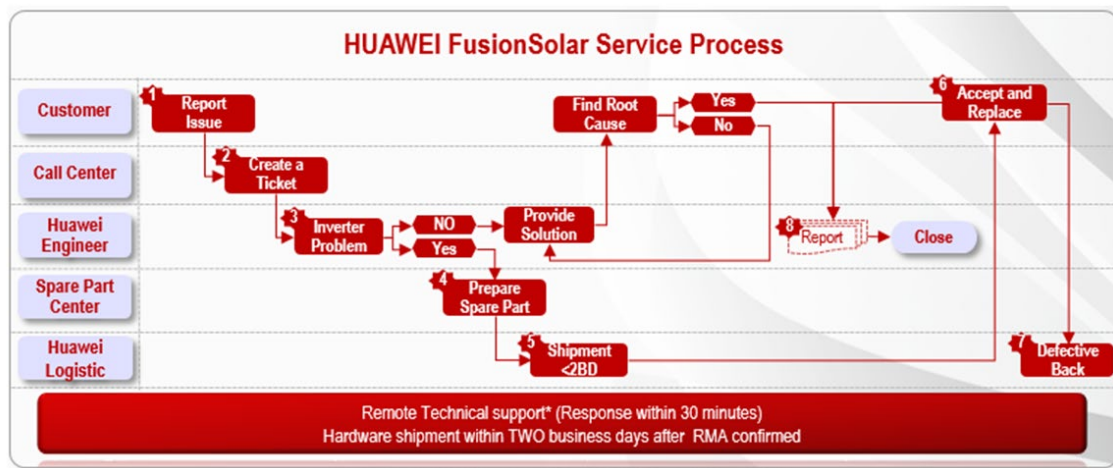 HUAWEI FusionSolar Service Process
Customer
1
Report
Issue
Find Root
Cause
Yes
No
6
Accept and
Replace
Call Center
2
Create a
Ticket
Huawei
Engineer
3
Inverter
Problem
NO
Yes
Provide
Solution
8
Report
Close
Spare Part
Center
4
Prepare
Spare Part
Huawei
Logistic
5
Shipment
<2BD
7
Defective
Back
Remote Technical support* (Response within 30 minutes)
Hardware shipment within TWO business days after RMA confirmed